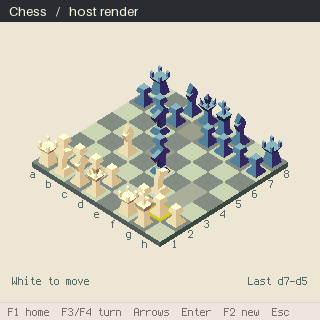 Chess / host render
a
b
c
d
e
f
g
h
1
2
3
4
5
6
7
8
White to move
Last d7-d5
F1 home F3/F4 turn Arrows Enter F2 new Esc